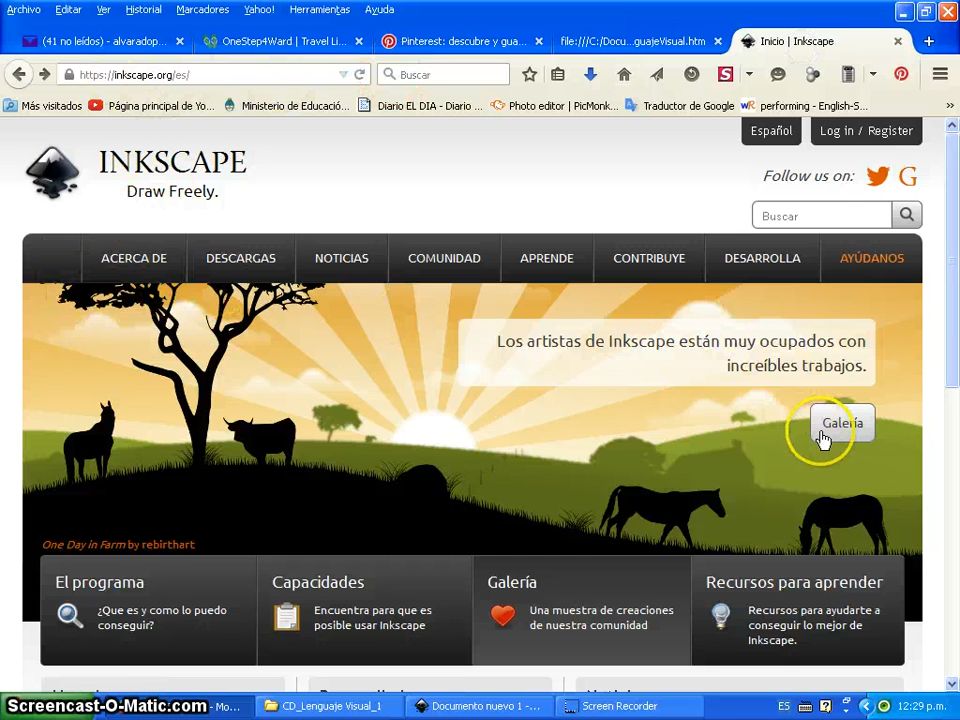 Archivo Editar Ver Historial Marcadores Yahoo! Herramientas Ayuda
(41 no leídos) - alvaradop... OneStep4Ward | Travel Li... Pinterest: descubre y gua... file:///C:/Docu...guajeVisual.htm Inicio | Inkscape
https://inkscape.org/es/ Buscar
Más visitados Página principal de Yo... Ministerio de Educació... Diario EL DIA - Diario ... Photo editor | PicMonk... Traductor de Google performing - English-S...
Español Log in / Register
INKSCAPE
Draw Freely.
Follow us on:
Buscar
ACERCA DE DESCARGAS NOTICIAS COMUNIDAD APRENDE CONTRIBUYE DESARROLLA AYÚDANOS
Los artistas de Inkscape están muy ocupados con
increíbles trabajos.
Galería
One Day in Farm by rebirthart
El programa Capacidades Galería Recursos para aprender
¿Que es y como lo puedo Encuentra para que es Una muestra de creaciones Recursos para ayudarte a
conseguir? posible usar Inkscape de nuestra comunidad conseguir lo mejor de
Inkscape.
Screencast-O-Matic.com - Mo... CD_Lenguaje Visual_1 Documento nuevo 1 -... Screen Recorder ES 12:29 p.m.